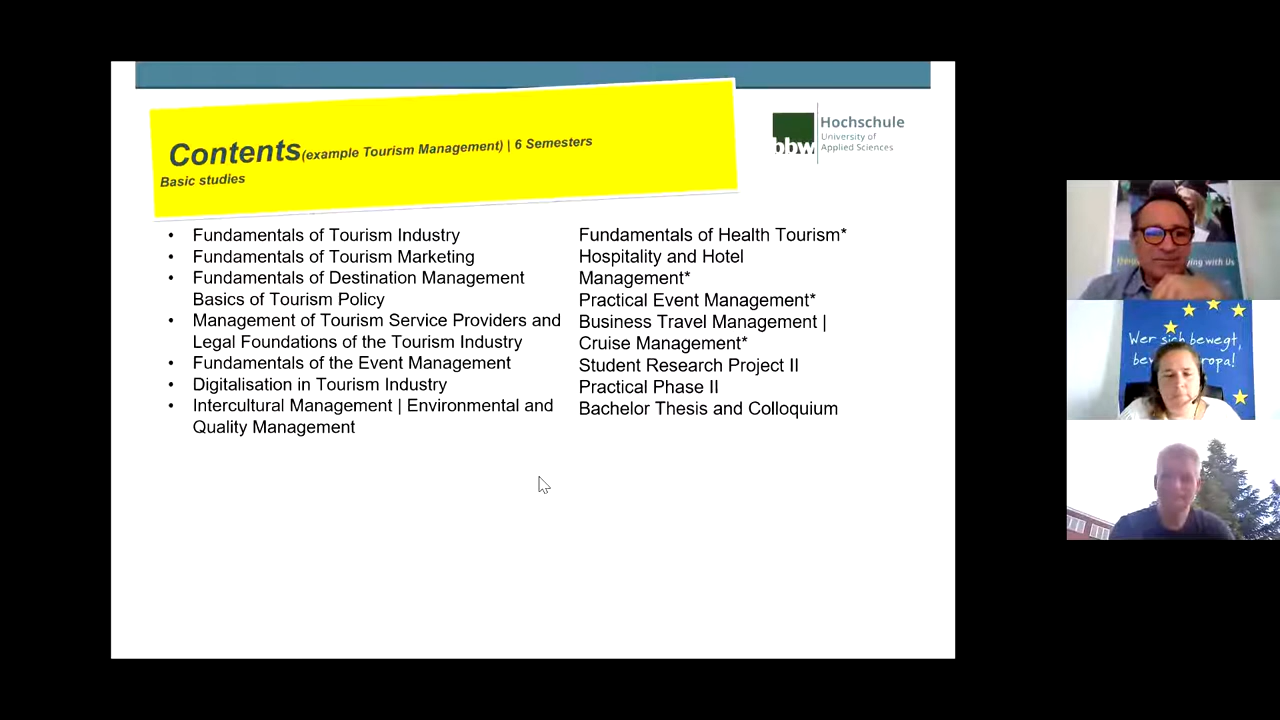 Contents(example Tourism Management) | 6 Semesters
Basic studies
bbw
Hochschule
University of
Applied Sciences
• Fundamentals of Tourism Industry
• Fundamentals of Tourism Marketing
• Fundamentals of Destination Management
Basics of Tourism Policy
• Management of Tourism Service Providers and
Legal Foundations of the Tourism Industry
• Fundamentals of the Event Management
• Digitalisation in Tourism Industry
• Intercultural Management | Environmental and
Quality Management
Fundamentals of Health Tourism*
Hospitality and Hotel
Management*
Practical Event Management*
Business Travel Management |
Cruise Management*
Student Research Project II
Practical Phase II
Bachelor Thesis and Colloquium
with Us
Wer sich bewegt,